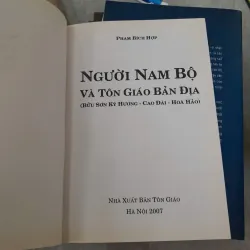 PHẠM BÍCH HỢP
NGƯỜI NAM BỘ
VÀ TÔN GIÁO BẢN ĐỊA
(BỬU SƠN KỲ HƯƠNG - CAO ĐÀI - HOÀ HẢO)
NHÀ XUẤT BẢN TÔN GIÁO
HÀ NỘI 2007